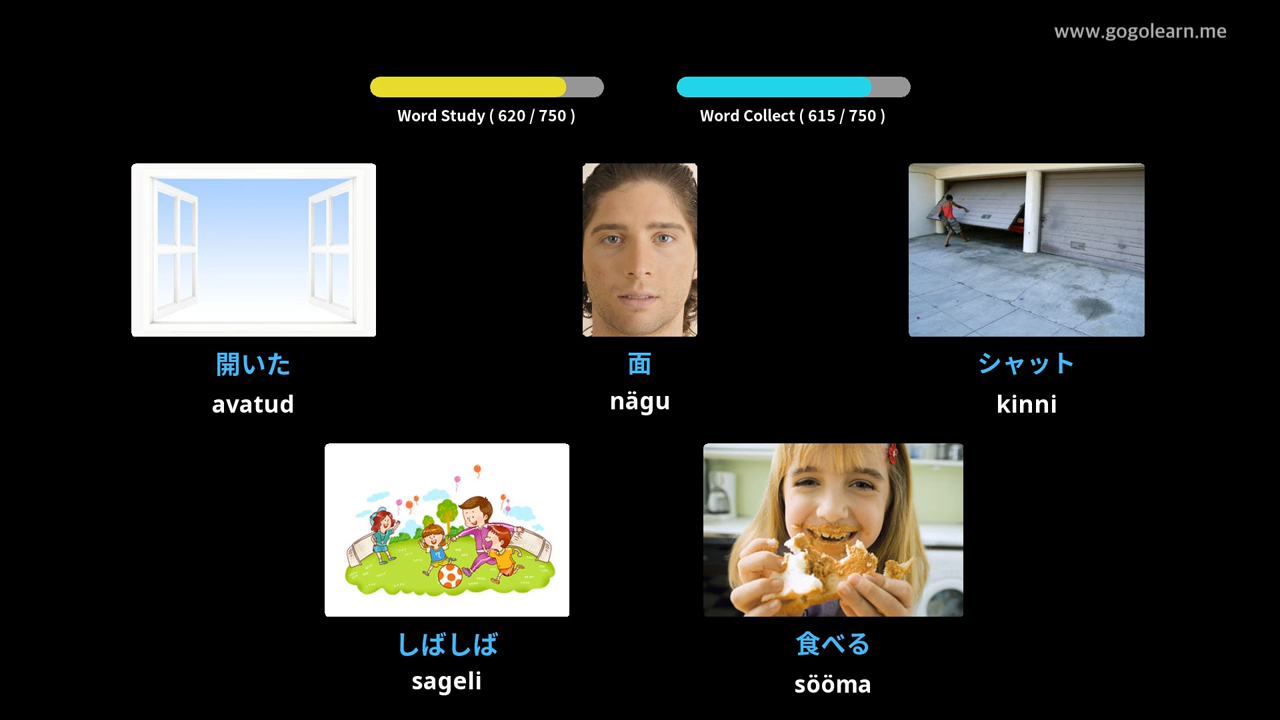 www.gogolearn.me
Word Study ( 620 / 750 )
Word Collect ( 615 / 750 )
開いた
avatud
面
nägu
シャット
kinni
しばしば
sageli
食べる
sööma